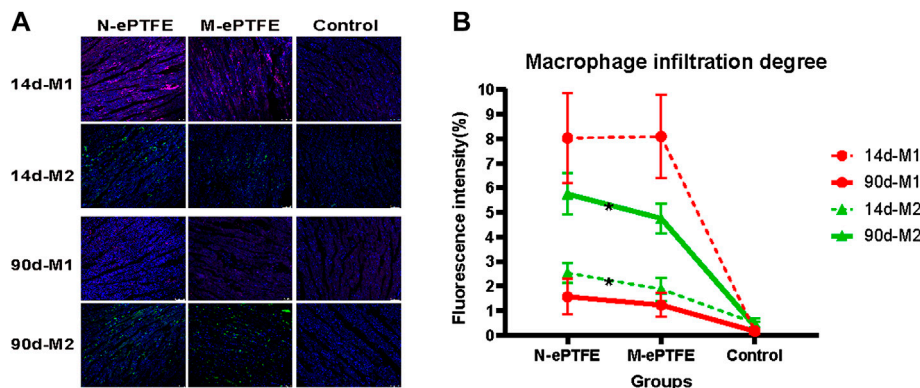 A
N-ePTFE M-ePTFE Control
14d-M1
14d-M2
90d-M1
90d-M2
B
Macrophage infiltration degree
Fluorescence intensity(%)
10
9
8
7
6
5
4
3
2
1
0
*
*
N-ePTFE M-ePTFE Control
Groups
14d-M1
90d-M1
14d-M2
90d-M2